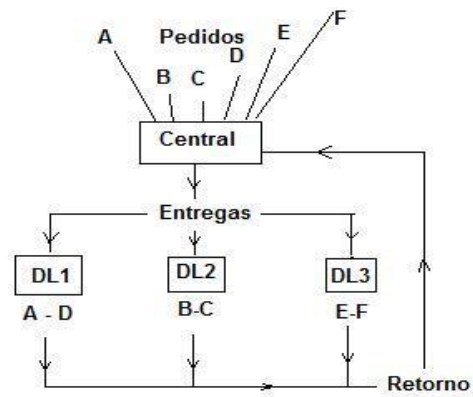 A Pedidos E F
B C D
Central
Entregas
DL1 DL2 DL3
A - D B-C E-F
Retorno